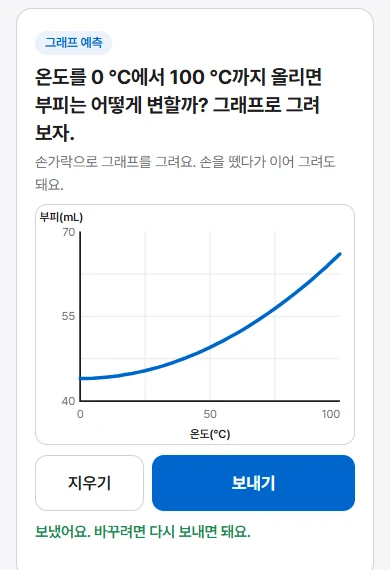 그래프 예측
온도를 0 °C에서 100 °C까지 올리면
부피는 어떻게 변할까? 그래프로 그려
보자.
손가락으로 그래프를 그려요. 손을 뗐다가 이어 그려도
돼요.
부피(mL)
70
55
40
0 50 100
온도(°C)
지우기 보내기
보냈어요. 바꾸려면 다시 보내면 돼요.